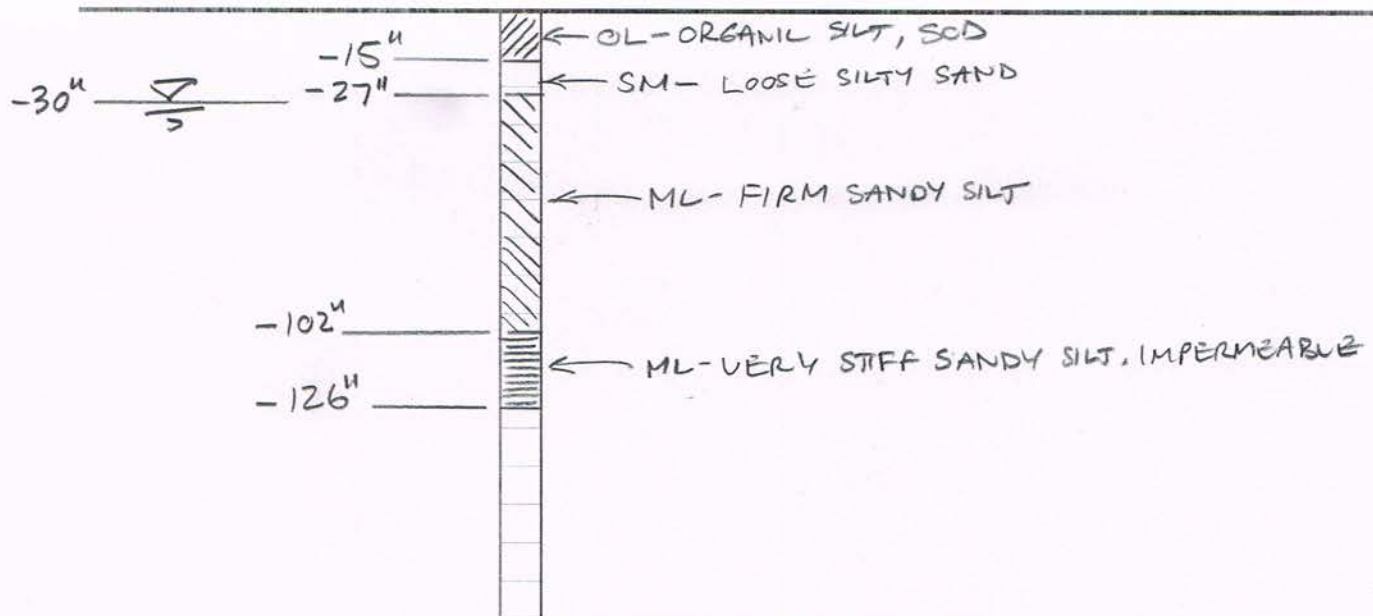 OL-ORGANIC SILT, SOD
-15"
SM- LOOSE SILTY SAND
-30" -27"
ML- FIRM SANDY SILT
-102"
ML-VERY STIFF SANDY SILT. IMPERMEABLE
-126"